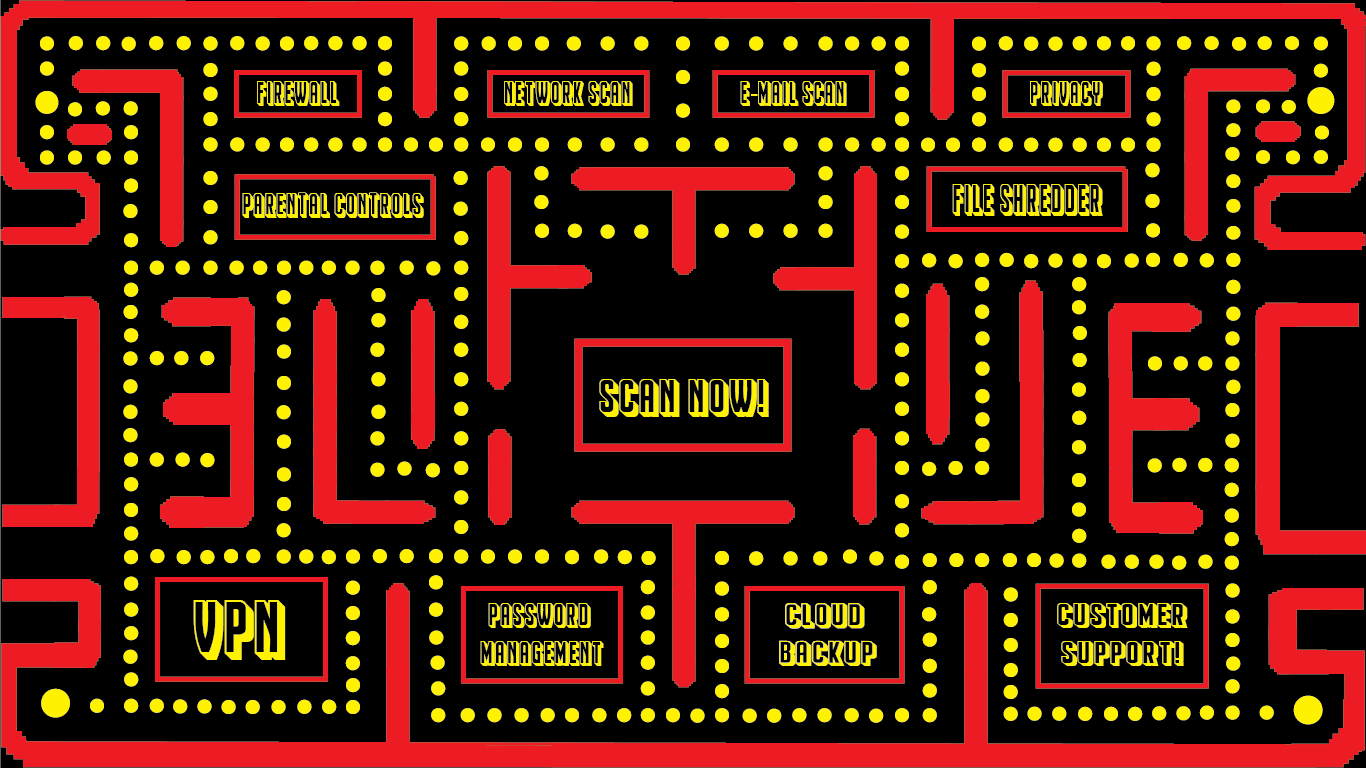 FIREWALL
NETWORK SCAN
E-MAIL SCAN
PRIVACY
PARENTAL CONTROLS
FILE SHREDDER
SCAN NOW!
VPN
PASSWORD
MANAGEMENT
CLOUD
BACKUP
CUSTOMER
SUPPORT!